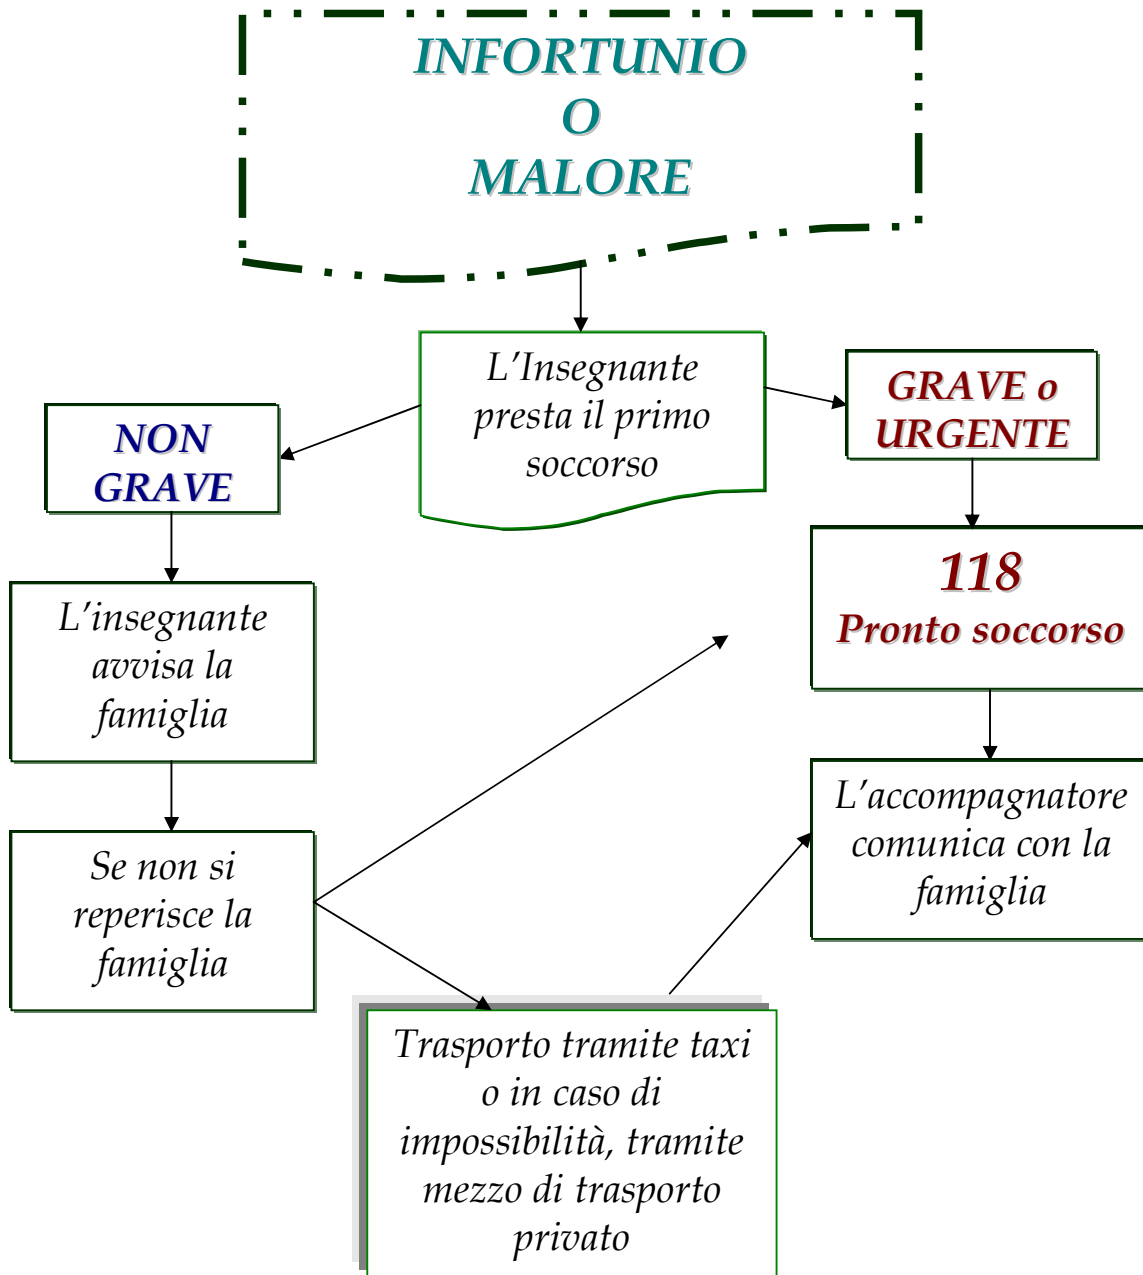 INFORTUNIO
O
MALORE
L'Insegnante
presta il primo
soccorso
GRAVE o
URGENTE
NON
GRAVE
118
Pronto soccorso
L'insegnante
avvisa la
famiglia
L'accompagnatore
comunica con la
famiglia
Se non si
reperisce la
famiglia
Trasporto tramite taxi
o in caso di
impossibilità, tramite
mezzo di trasporto
privato